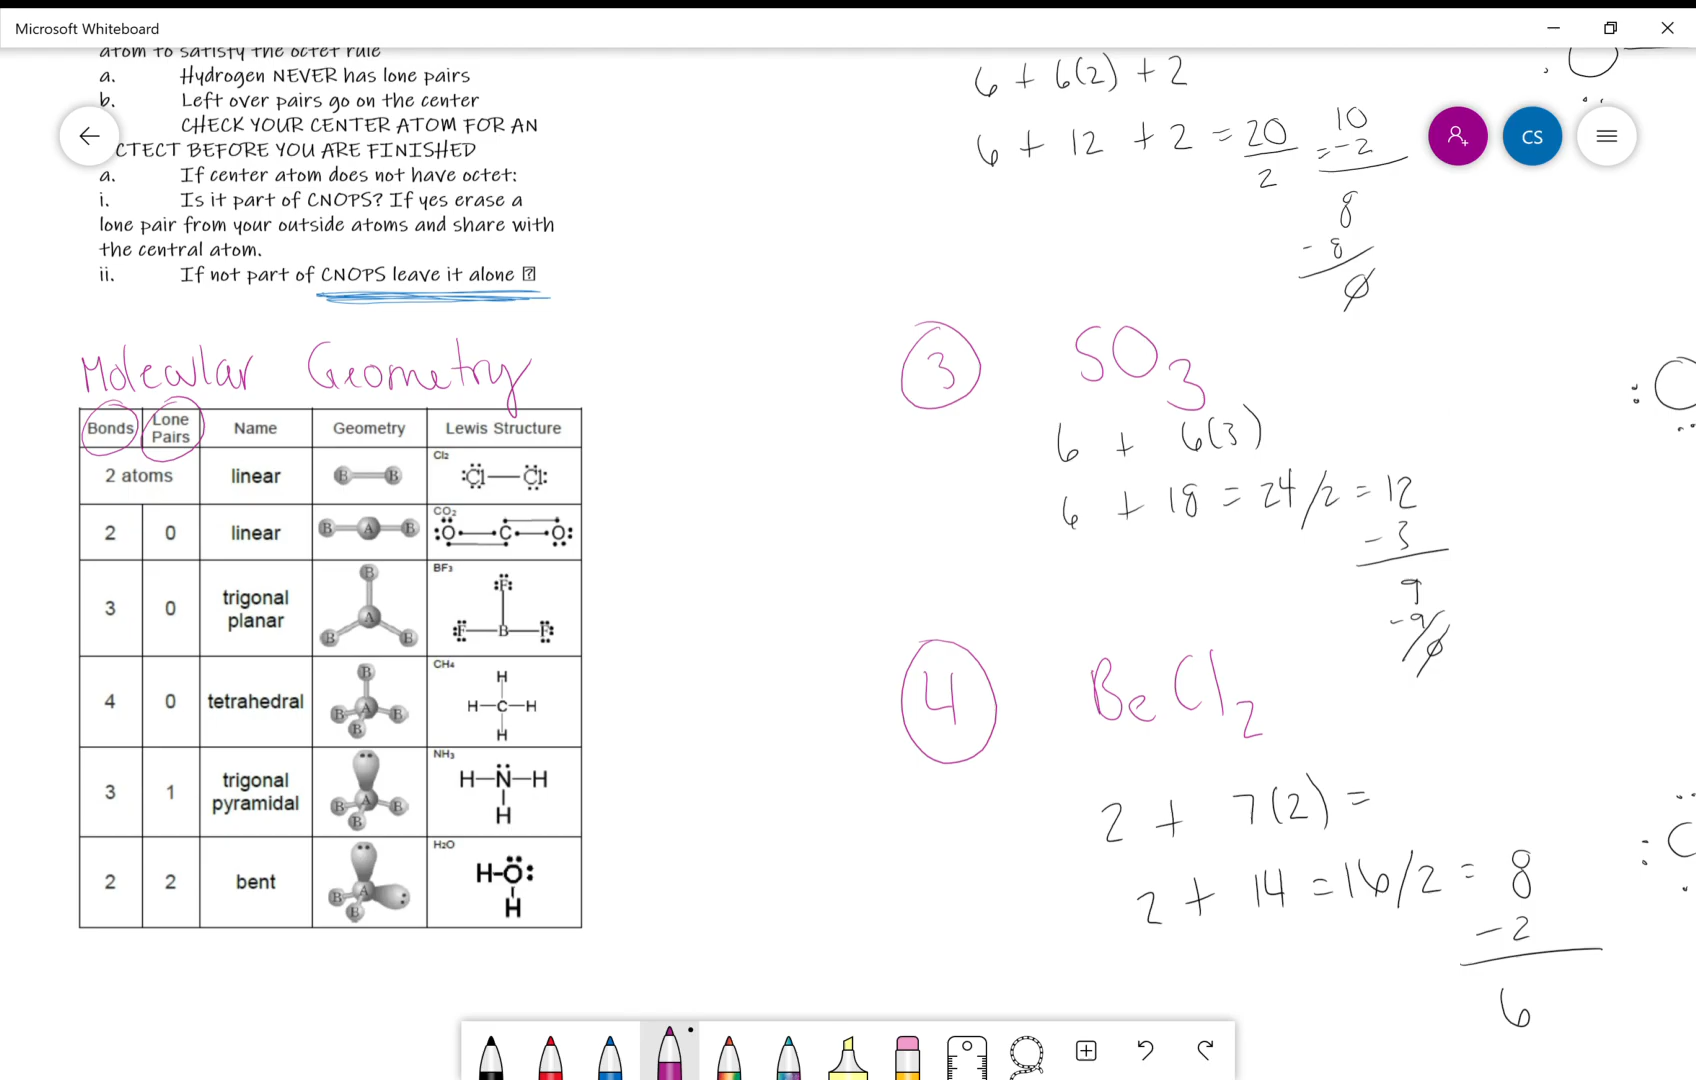 Microsoft Whiteboard
atom to satisfy the octet rule
a. Hydrogen NEVER has lone pairs
b. Left over pairs go on the center
CHECK YOUR CENTER ATOM FOR AN
CTECT BEFORE YOU ARE FINISHED
a. If center atom does not have octet:
i. Is it part of CNOPS? If yes erase a
lone pair from your outside atoms and share with
the central atom.
ii. If not part of CNOPS leave it alone
Molecular Geometry
Bonds Lone Pairs Name Geometry Lewis Structure
2 atoms linear B B Cl2 :Cl—Cl:
2 0 linear B A B CO2 :O C O:
3 0 trigonal planar B A B B BF3 F F B F
4 0 tetrahedral B A B B B CH4 H H—C—H H
3 1 trigonal pyramidal A B B B NH3 H—N—H H
2 2 bent B A B H2O H-O: H
6 + 6(2) + 2
6 + 12 + 2 = 20
2
= 10
- 2
8
- 8
0
CS
3 SO3
6 + 6(3)
6 + 18 = 24/2 = 12
- 3
9
- 9
0
4 BeCl2
2 + 7(2) =
2 + 14 = 16/2 = 8
- 2
6